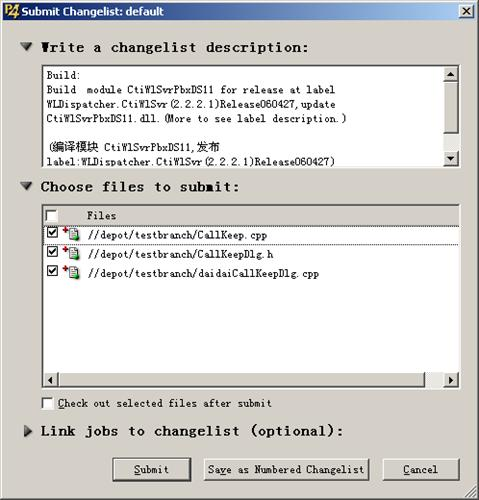 P4 Submit Changelist: default
Write a changelist description:
Build:
Build  module CtiWlSvrPbxDS11 for release at label
WLDispatcher.CtiWlSvr(2.2.2.1)Release060427,update
CtiWlSvrPbxDS11.dll.(More to see label description.)
(编译模块 CtiWlSvrPbxDS11,发布
label:WLDispatcher.CtiWlSvr(2.2.2.1)Release060427)
Choose files to submit:
Files
//depot/testbranch/CallKeep.cpp
//depot/testbranch/CallKeepDlg.h
//depot/testbranch/daidaiCallKeepDlg.cpp
Check out selected files after submit
Link jobs to changelist (optional):
Submit
Save as Numbered Changelist
Cancel